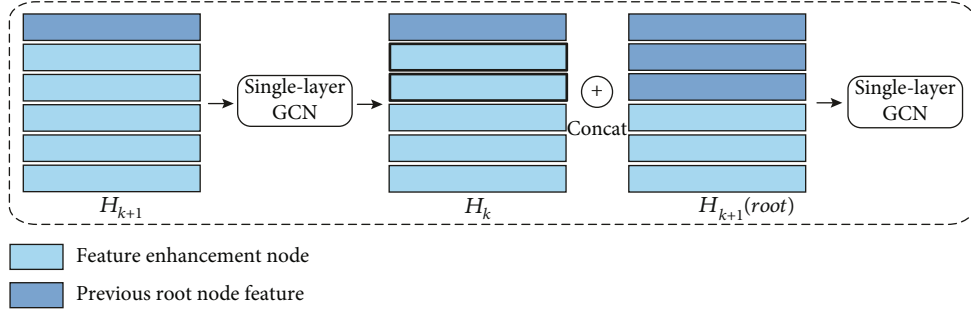 Single-layer
GCN
+
Concat
Single-layer
GCN
H_{k+1}
H_k
H_{k+1}(root)
Feature enhancement node
Previous root node feature